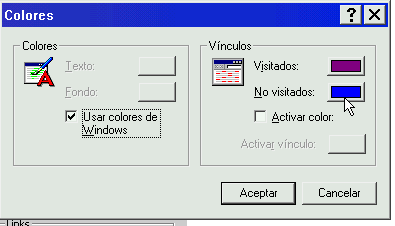 Colores
Colores
Texto:
Fondo:
Usar colores de
Windows
Vínculos
Visitados:
No visitados:
Activar color:
Activar vínculo:
Aceptar
Cancelar
Links